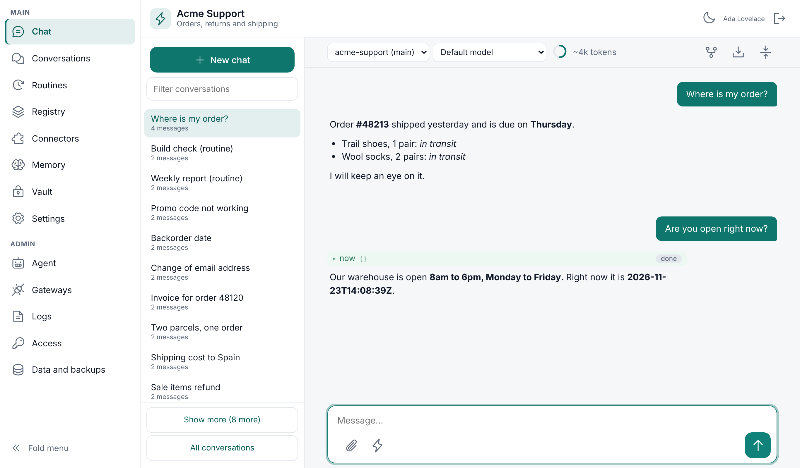 MAIN
Chat
Conversations
Routines
Registry
Connectors
Memory
Vault
Settings
ADMIN
Agent
Gateways
Logs
Access
Data and backups
Fold menu
Acme Support
Orders, returns and shipping
Ada Lovelace
New chat
Filter conversations
Where is my order?
4 messages
Build check (routine)
2 messages
Weekly report (routine)
2 messages
Promo code not working
2 messages
Backorder date
2 messages
Change of email address
2 messages
Invoice for order 48120
2 messages
Two parcels, one order
2 messages
Shipping cost to Spain
2 messages
Sale items refund
2 messages
Show more (8 more)
All conversations
acme-support (main)
Default model
~4k tokens
Where is my order?
Order #48213 shipped yesterday and is due on Thursday.
• Trail shoes, 1 pair: in transit
• Wool socks, 2 pairs: in transit
I will keep an eye on it.
Are you open right now?
• now {}
done
Our warehouse is open 8am to 6pm, Monday to Friday. Right now it is 2026-11-
23T14:08:39Z.
Message...